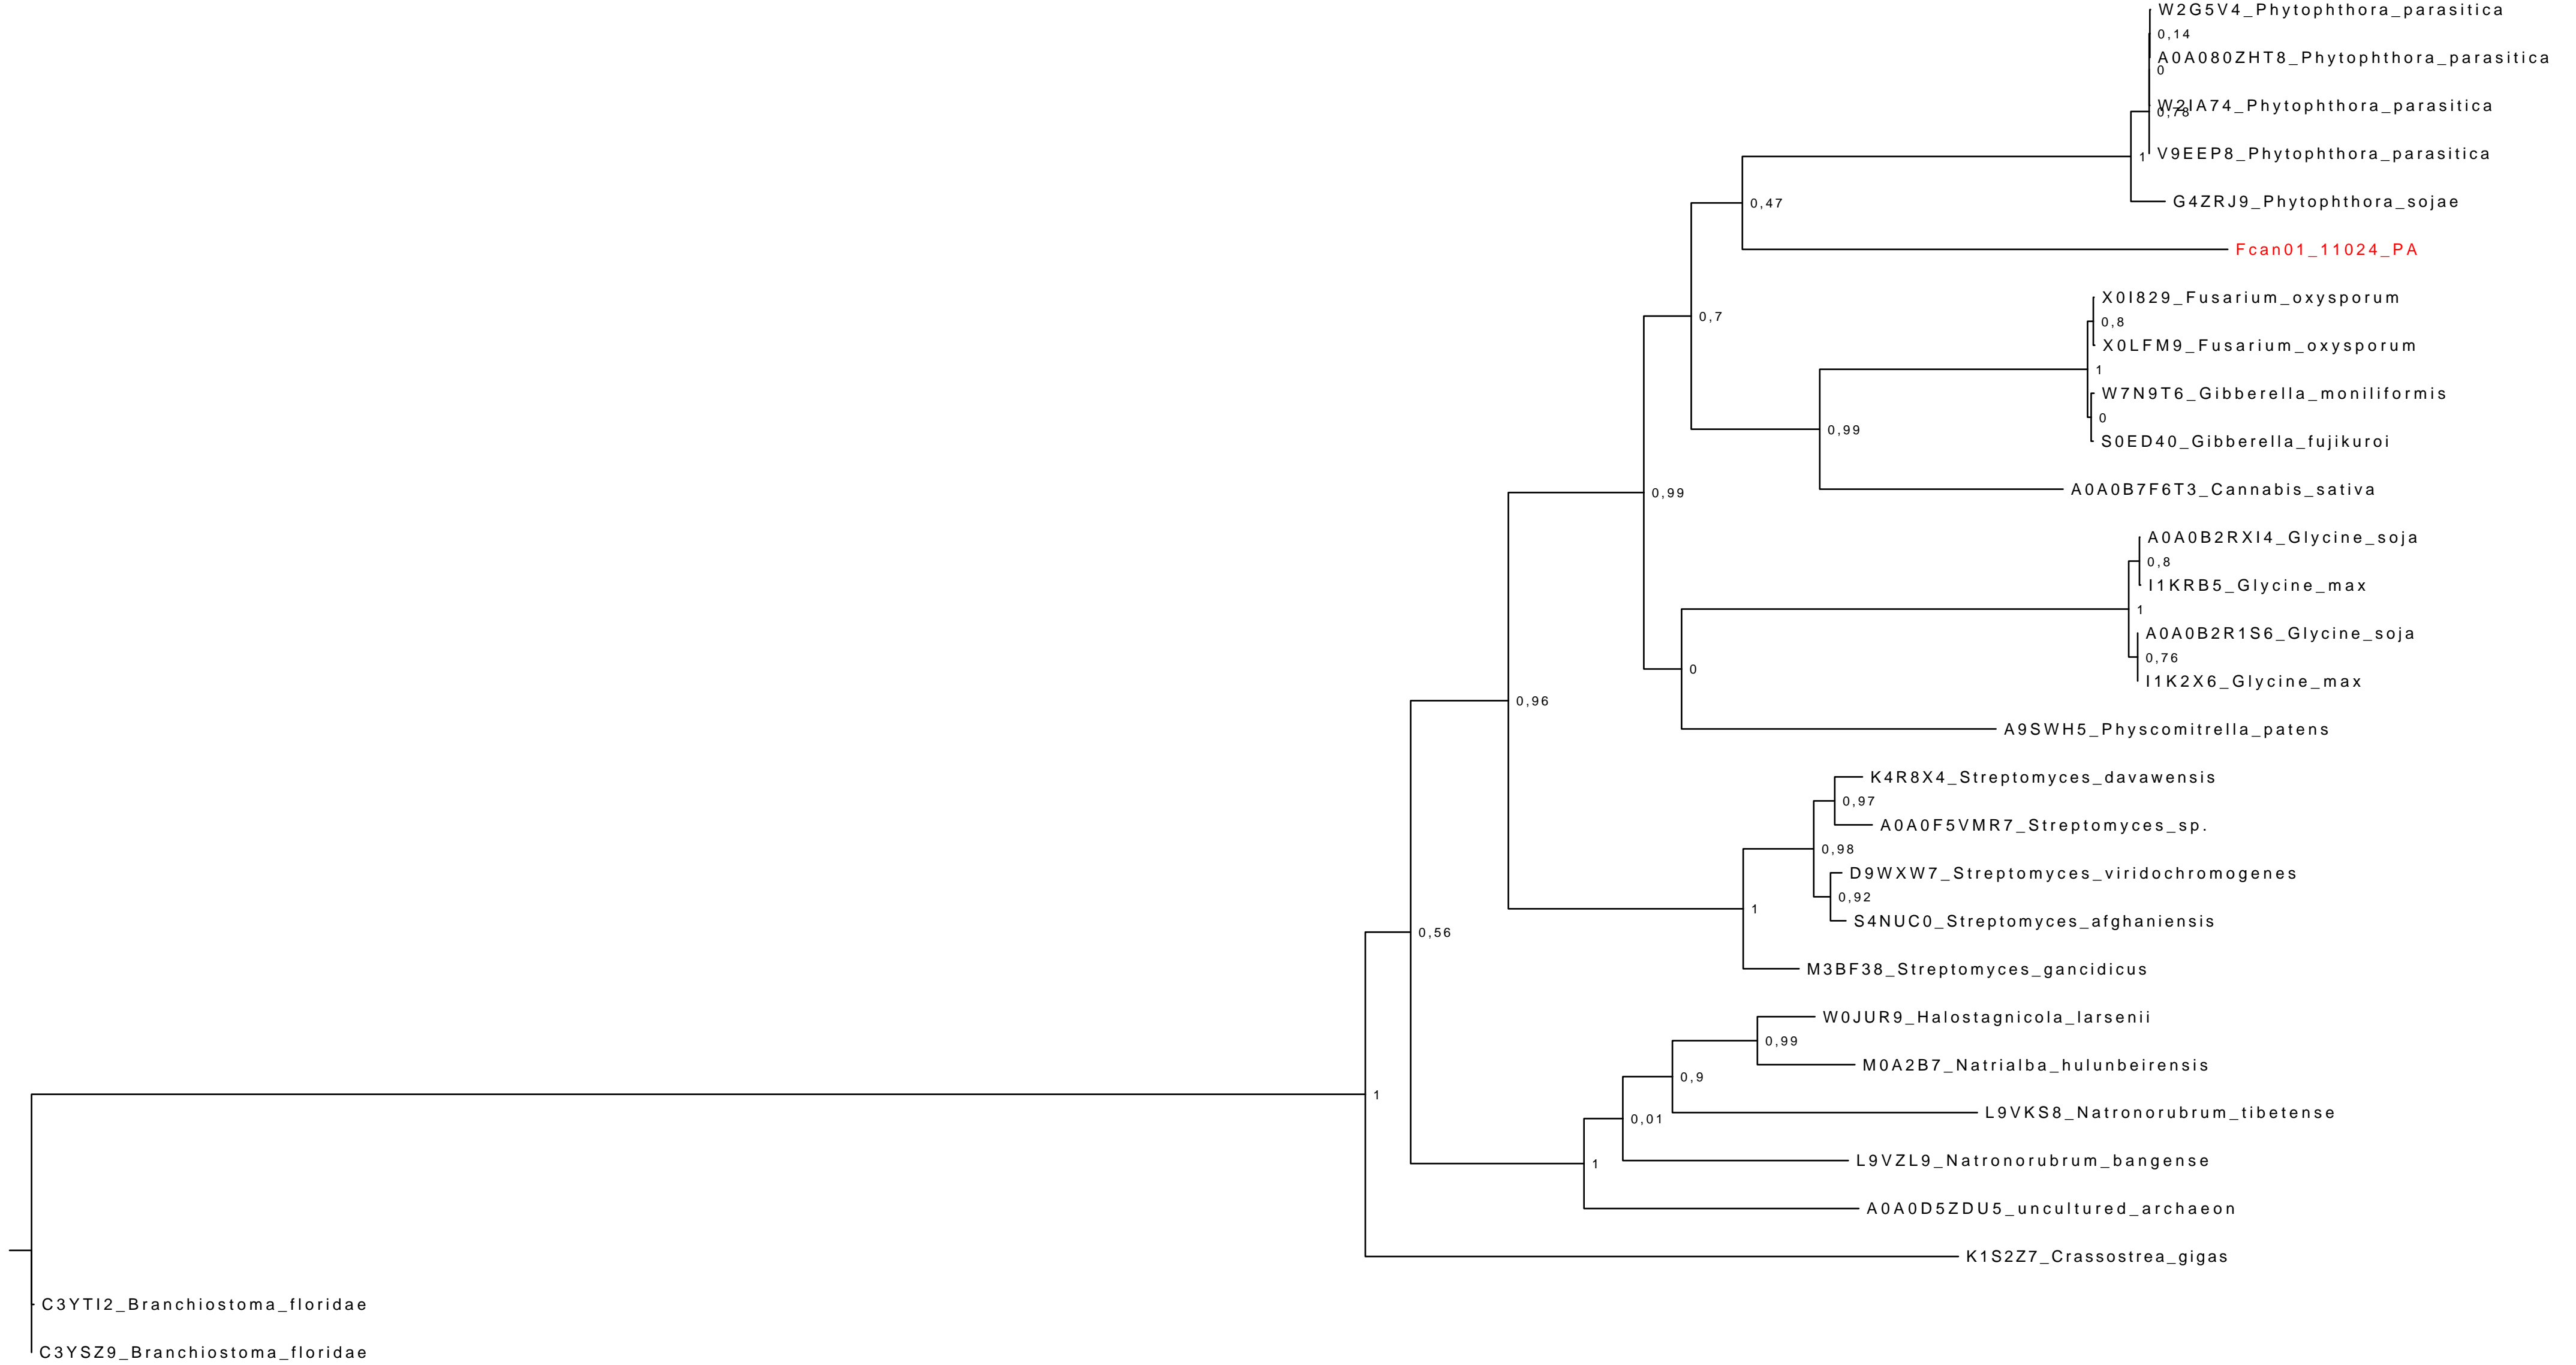 W2G5V4_Phytophthora_parasitica
0,14
A0A080ZHT8_Phytophthora_parasitica
0
W2IA74_Phytophthora_parasitica
0,78
V9EEP8_Phytophthora_parasitica
1
G4ZRJ9_Phytophthora_sojae
0,47
Fcan01_11024_PA
X0I829_Fusarium_oxysporum
0,7
0,8
X0LFM9_Fusarium_oxysporum
1
W7N9T6_Gibberella_moniliformis
0
0,99
S0ED40_Gibberella_fujikuroi
0,99
A0A0B7F6T3_Cannabis_sativa
A0A0B2RXI4_Glycine_soja
0,8
I1KRB5_Glycine_max
1
A0A0B2R1S6_Glycine_soja
0,76
0
I1K2X6_Glycine_max
0,96
A9SWH5_Physcomitrella_patens
K4R8X4_Streptomyces_davawensis
0,97
A0A0F5VMR7_Streptomyces_sp.
0,98
D9WXW7_Streptomyces_viridochromogenes
0,92
1
S4NUC0_Streptomyces_afghaniensis
0,56
M3BF38_Streptomyces_gancidicus
W0JUR9_Halostagnicola_larsenii
0,99
M0A2B7_Natrialba_hulunbeirensis
0,9
1
L9VKS8_Natronorubrum_tibetense
0,01
L9VZL9_Natronorubrum_bangense
1
A0A0D5ZDU5_uncultured_archaeon
K1S2Z7_Crassostrea_gigas
C3YTI2_Branchiostoma_floridae
C3YSZ9_Branchiostoma_floridae